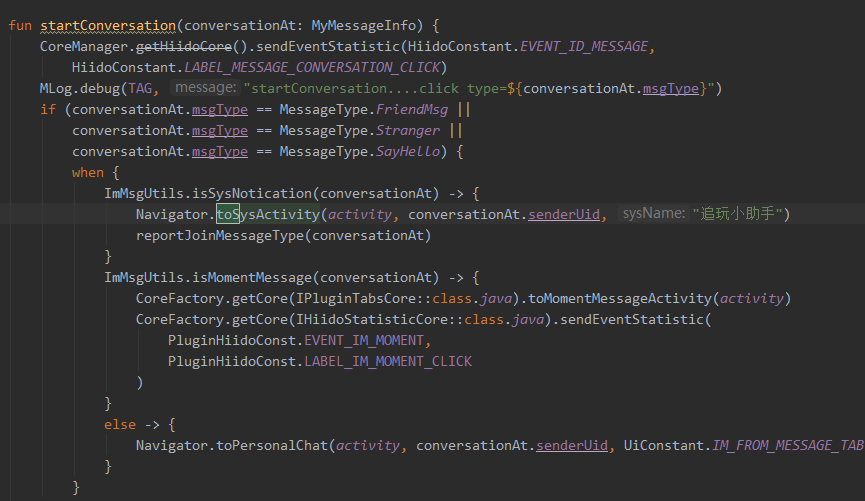 fun startConversation(conversationAt: MyMessageInfo) {
CoreManager.getHiidoCore().sendEventStatistic(HiidoConstant.EVENT_ID_MESSAGE,
HiidoConstant.LABEL_MESSAGE_CONVERSATION_CLICK)
MLog.debug(TAG, message: "startConversation....click type=${conversationAt.msgType}")
if (conversationAt.msgType == MessageType.FriendMsg ||
conversationAt.msgType == MessageType.Stranger ||
conversationAt.msgType == MessageType.SayHello) {
when {
ImMsgUtils.isSysNotication(conversationAt) -> {
Navigator.toSysActivity(activity, conversationAt.senderUid, sysName: "追玩小助手")
reportJoinMessageType(conversationAt)
}
ImMsgUtils.isMomentMessage(conversationAt) -> {
CoreFactory.getCore(IPluginTabsCore::class.java).toMomentMessageActivity(activity)
CoreFactory.getCore(IHiidoStatisticCore::class.java).sendEventStatistic(
PluginHiidoConst.EVENT_IM_MOMENT,
PluginHiidoConst.LABEL_IM_MOMENT_CLICK
)
}
else -> {
Navigator.toPersonalChat(activity, conversationAt.senderUid, UiConstant.IM_FROM_MESSAGE_TAB
}
}